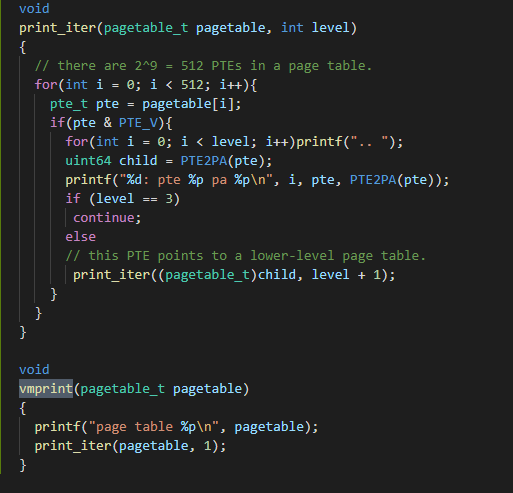 void
print_iter(pagetable_t pagetable, int level)
{
  // there are 2^9 = 512 PTEs in a page table.
  for(int i = 0; i < 512; i++){
    pte_t pte = pagetable[i];
    if(pte & PTE_V){
      for(int i = 0; i < level; i++)printf(".. ");
      uint64 child = PTE2PA(pte);
      printf("%d: pte %p pa %p\n", i, pte, PTE2PA(pte));
      if (level == 3)
       continue;
      else
      // this PTE points to a lower-level page table.
       print_iter((pagetable_t)child, level + 1);
    }
  }
}

void
vmprint(pagetable_t pagetable)
{
  printf("page table %p\n", pagetable);
  print_iter(pagetable, 1);
}